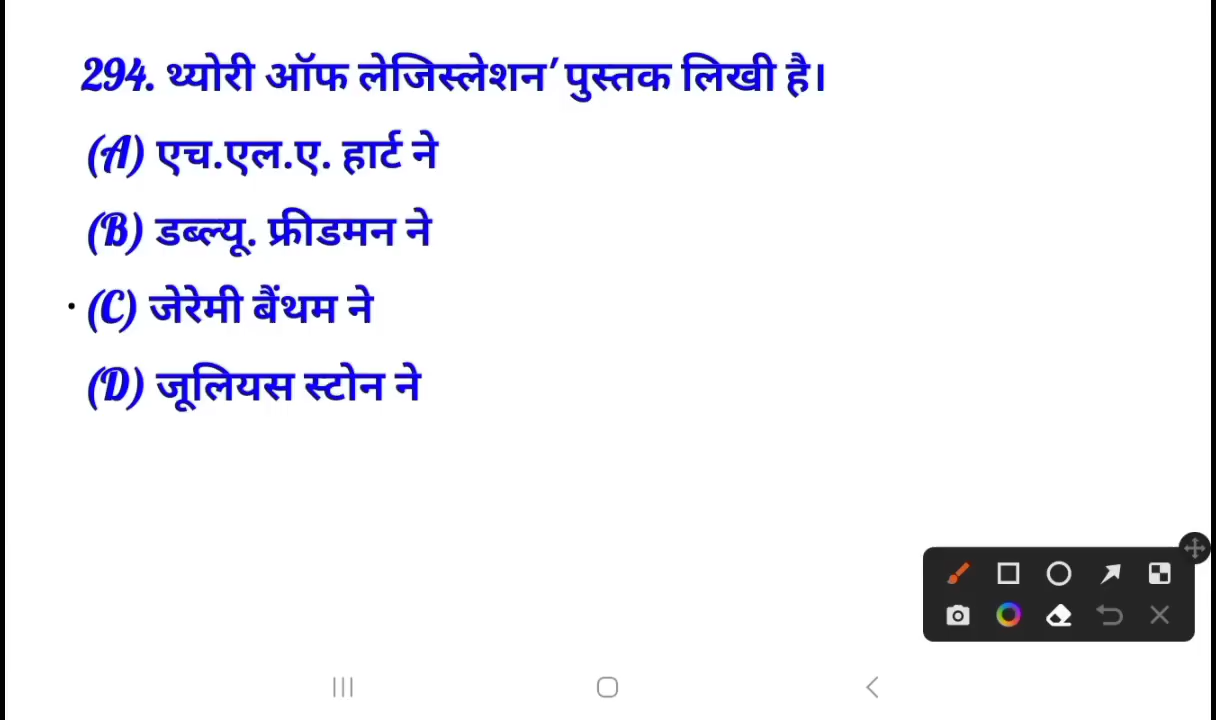 294. थ्योरी ऑफ लेजिस्लेशन’ पुस्तक लिखी है।
(A) एच.एल.ए. हार्ट ने
(B) डब्ल्यू. फ्रीडमन ने
(C) जेरेमी बैंथम ने
(D) जूलियस स्टोन ने